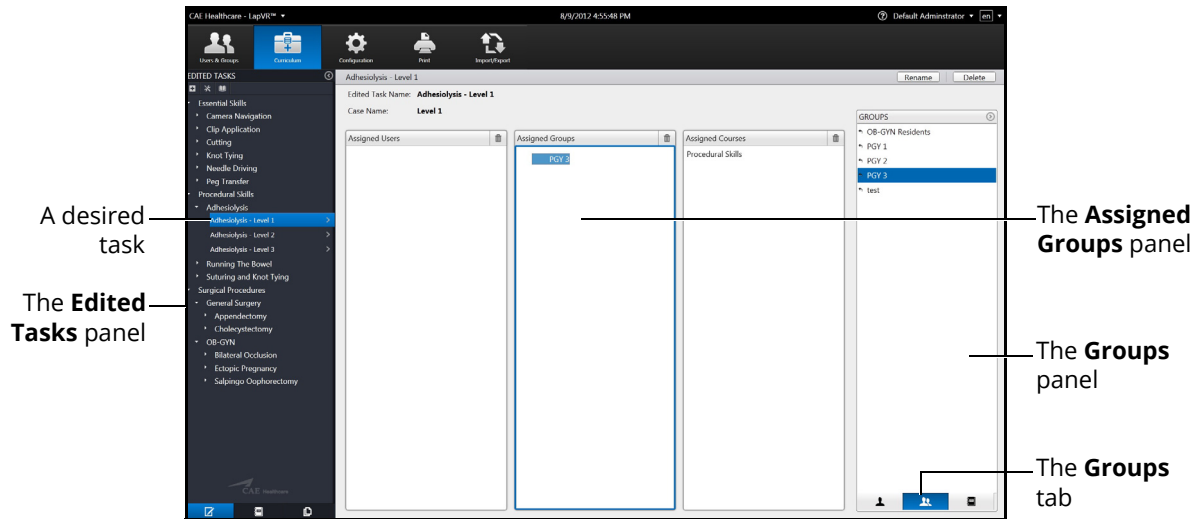 CAE Healthcare - LapVR™
8/9/2012 4:55:48 PM
Default Adminstrator
en
Users & Groups
Curriculum
Configuration
Print
Import/Export
EDITED TASKS
Essential Skills
Camera Navigation
Clip Application
Cutting
Knot Tying
Needle Driving
Peg Transfer
Procedural Skills
Adhesiolysis
Adhesiolysis - Level 1
Adhesiolysis - Level 2
Adhesiolysis - Level 3
Running The Bowel
Suturing and Knot Tying
Surgical Procedures
General Surgery
Appendectomy
Cholecystectomy
OB-GYN
Bilateral Occlusion
Ectopic Pregnancy
Salpingo Oophorectomy
CAE Healthcare
Adhesiolysis - Level 1
Rename
Delete
Edited Task Name: Adhesiolysis - Level 1
Case Name: Level 1
Assigned Users
Assigned Groups
PGY 3
Assigned Courses
Procedural Skills
GROUPS
OB-GYN Residents
PGY 1
PGY 2
PGY 3
test
A desired
task
The Edited
Tasks panel
The Assigned
Groups panel
The Groups
panel
The Groups
tab